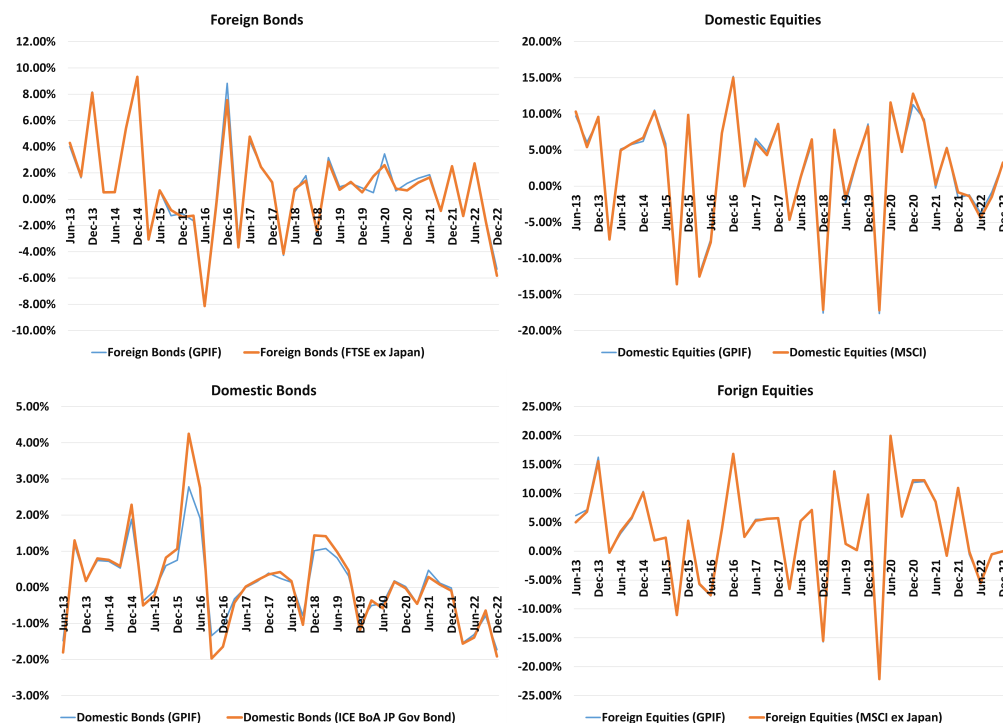 Foreign Bonds
12.00%
10.00%
8.00%
6.00%
4.00%
2.00%
0.00%
-2.00%
-4.00%
-6.00%
-8.00%
-10.00%
Jun-13
Dec-13
Jun-14
Dec-14
Jun-15
Dec-15
Jun-16
Dec-16
Jun-17
Dec-17
Jun-18
Dec-18
Jun-19
Dec-19
Jun-20
Dec-20
Jun-21
Dec-21
Jun-22
Dec-22
Foreign Bonds (GPIF)
Foreign Bonds (FTSE ex Japan)
Domestic Equities
20.00%
15.00%
10.00%
5.00%
0.00%
-5.00%
-10.00%
-15.00%
-20.00%
Jun-13
Dec-13
Jun-14
Dec-14
Jun-15
Dec-15
Jun-16
Dec-16
Jun-17
Dec-17
Jun-18
Dec-18
Jun-19
Dec-19
Jun-20
Dec-20
Jun-21
Dec-21
Jun-22
Dec-22
Domestic Equities (GPIF)
Domestic Equities (MSCI)
Domestic Bonds
5.00%
4.00%
3.00%
2.00%
1.00%
0.00%
-1.00%
-2.00%
-3.00%
Jun-13
Dec-13
Jun-14
Dec-14
Jun-15
Dec-15
Jun-16
Dec-16
Jun-17
Dec-17
Jun-18
Dec-18
Jun-19
Dec-19
Jun-20
Dec-20
Jun-21
Dec-21
Jun-22
Dec-22
Domestic Bonds (GPIF)
Domestic Bonds (ICE BoA JP Gov Bond)
Forign Equities
25.00%
20.00%
15.00%
10.00%
5.00%
0.00%
-5.00%
-10.00%
-15.00%
-20.00%
-25.00%
Jun-13
Dec-13
Jun-14
Dec-14
Jun-15
Dec-15
Jun-16
Dec-16
Jun-17
Dec-17
Jun-18
Dec-18
Jun-19
Dec-19
Jun-20
Dec-20
Jun-21
Dec-21
Jun-22
Dec-22
Foreign Equities (GPIF)
Foreign Equities (MSCI ex Japan)